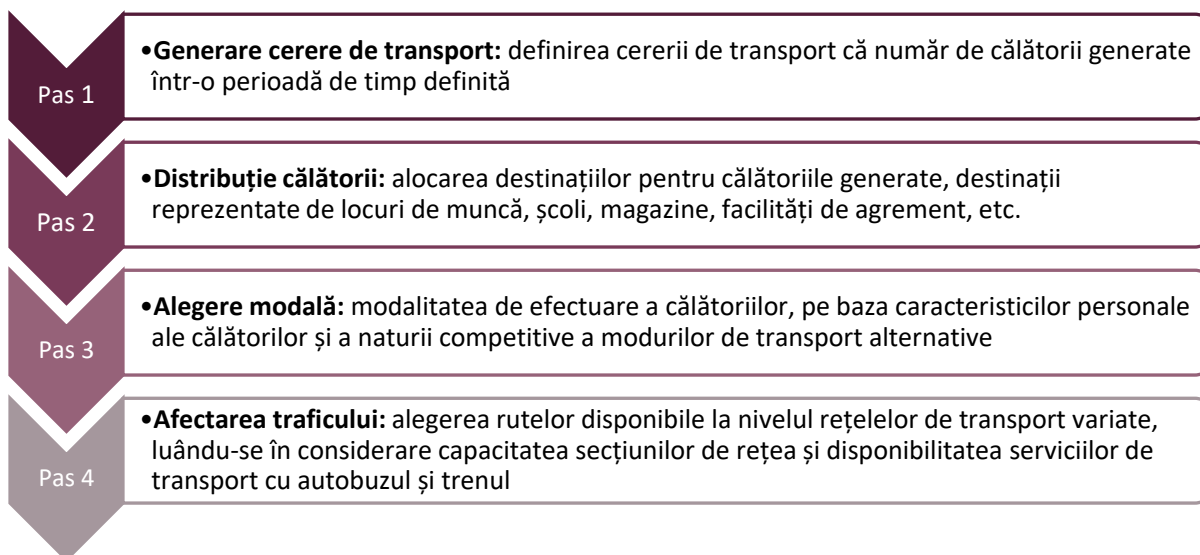 Pas 1
•Generare cerere de transport: definirea cererii de transport că număr de călătorii generate
într-o perioadă de timp definită
Pas 2
•Distribuție călătorii: alocarea destinațiilor pentru călătoriile generate, destinații
reprezentate de locuri de muncă, școli, magazine, facilități de agrement, etc.
Pas 3
•Alegere modală: modalitatea de efectuare a călătoriilor, pe baza caracteristicilor personale
ale călătorilor și a naturii competitive a modurilor de transport alternative
Pas 4
•Afectarea traficului: alegerea rutelor disponibile la nivelul rețelelor de transport variate,
luându-se în considerare capacitatea secțiunilor de rețea și disponibilitatea serviciilor de
transport cu autobuzul și trenul